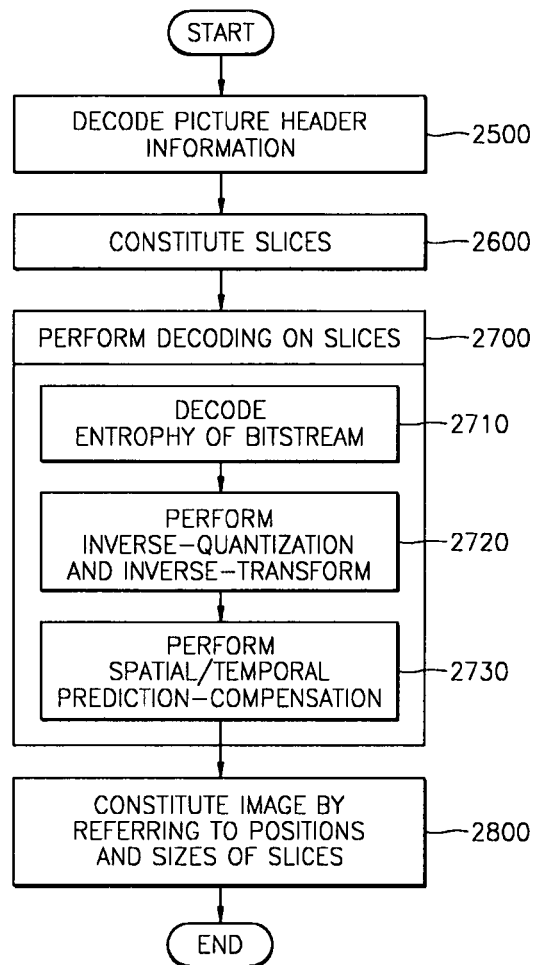 START
DECODE PICTURE HEADER
INFORMATION
2500
CONSTITUTE SLICES
2600
PERFORM DECODING ON SLICES
2700
DECODE
ENTROPY OF BITSTREAM
2710
PERFORM
INVERSE-QUANTIZATION
AND INVERSE-TRANSFORM
2720
PERFORM
SPATIAL/TEMPORAL
PREDICTION-COMPENSATION
2730
CONSTITUTE IMAGE BY
REFERRING TO POSITIONS
AND SIZES OF SLICES
2800
END